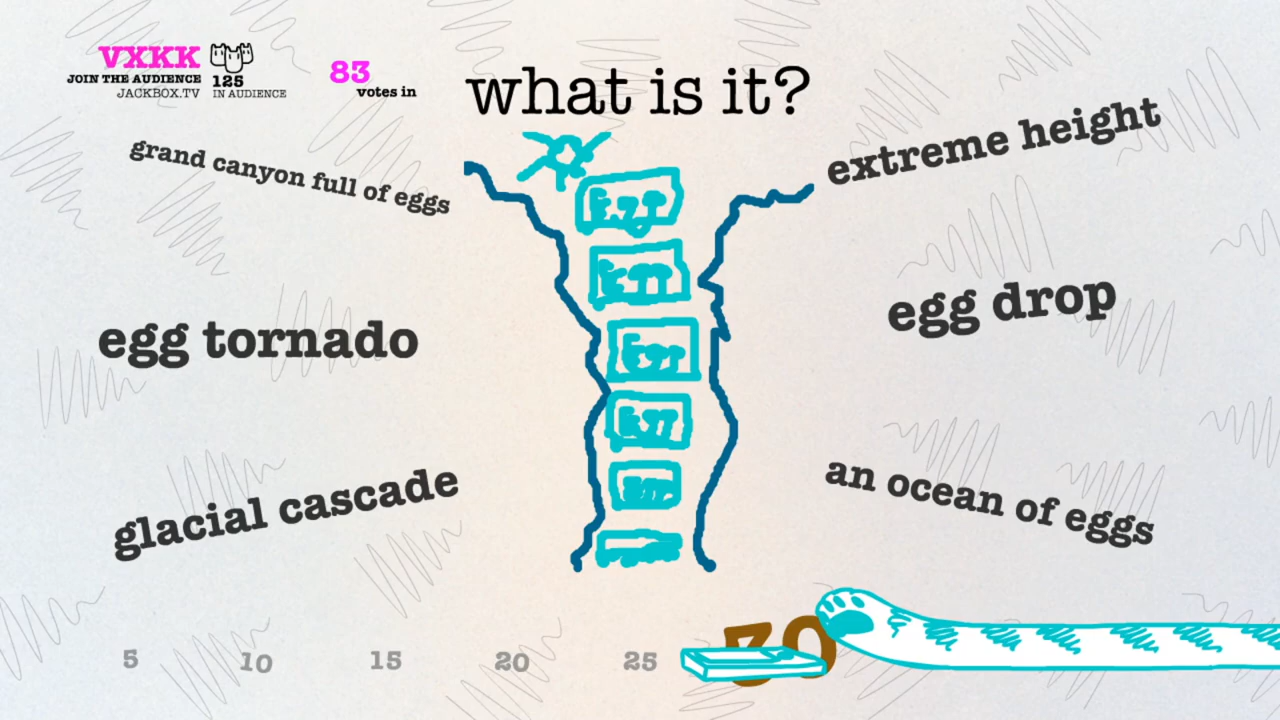 VXKK
JOIN THE AUDIENCE
JACKBOX.TV
125
IN AUDIENCE
83
votes in
what is it?
grand canyon full of eggs
extreme height
egg tornado
egg drop
glacial cascade
an ocean of eggs
5 10 15 20 25 30